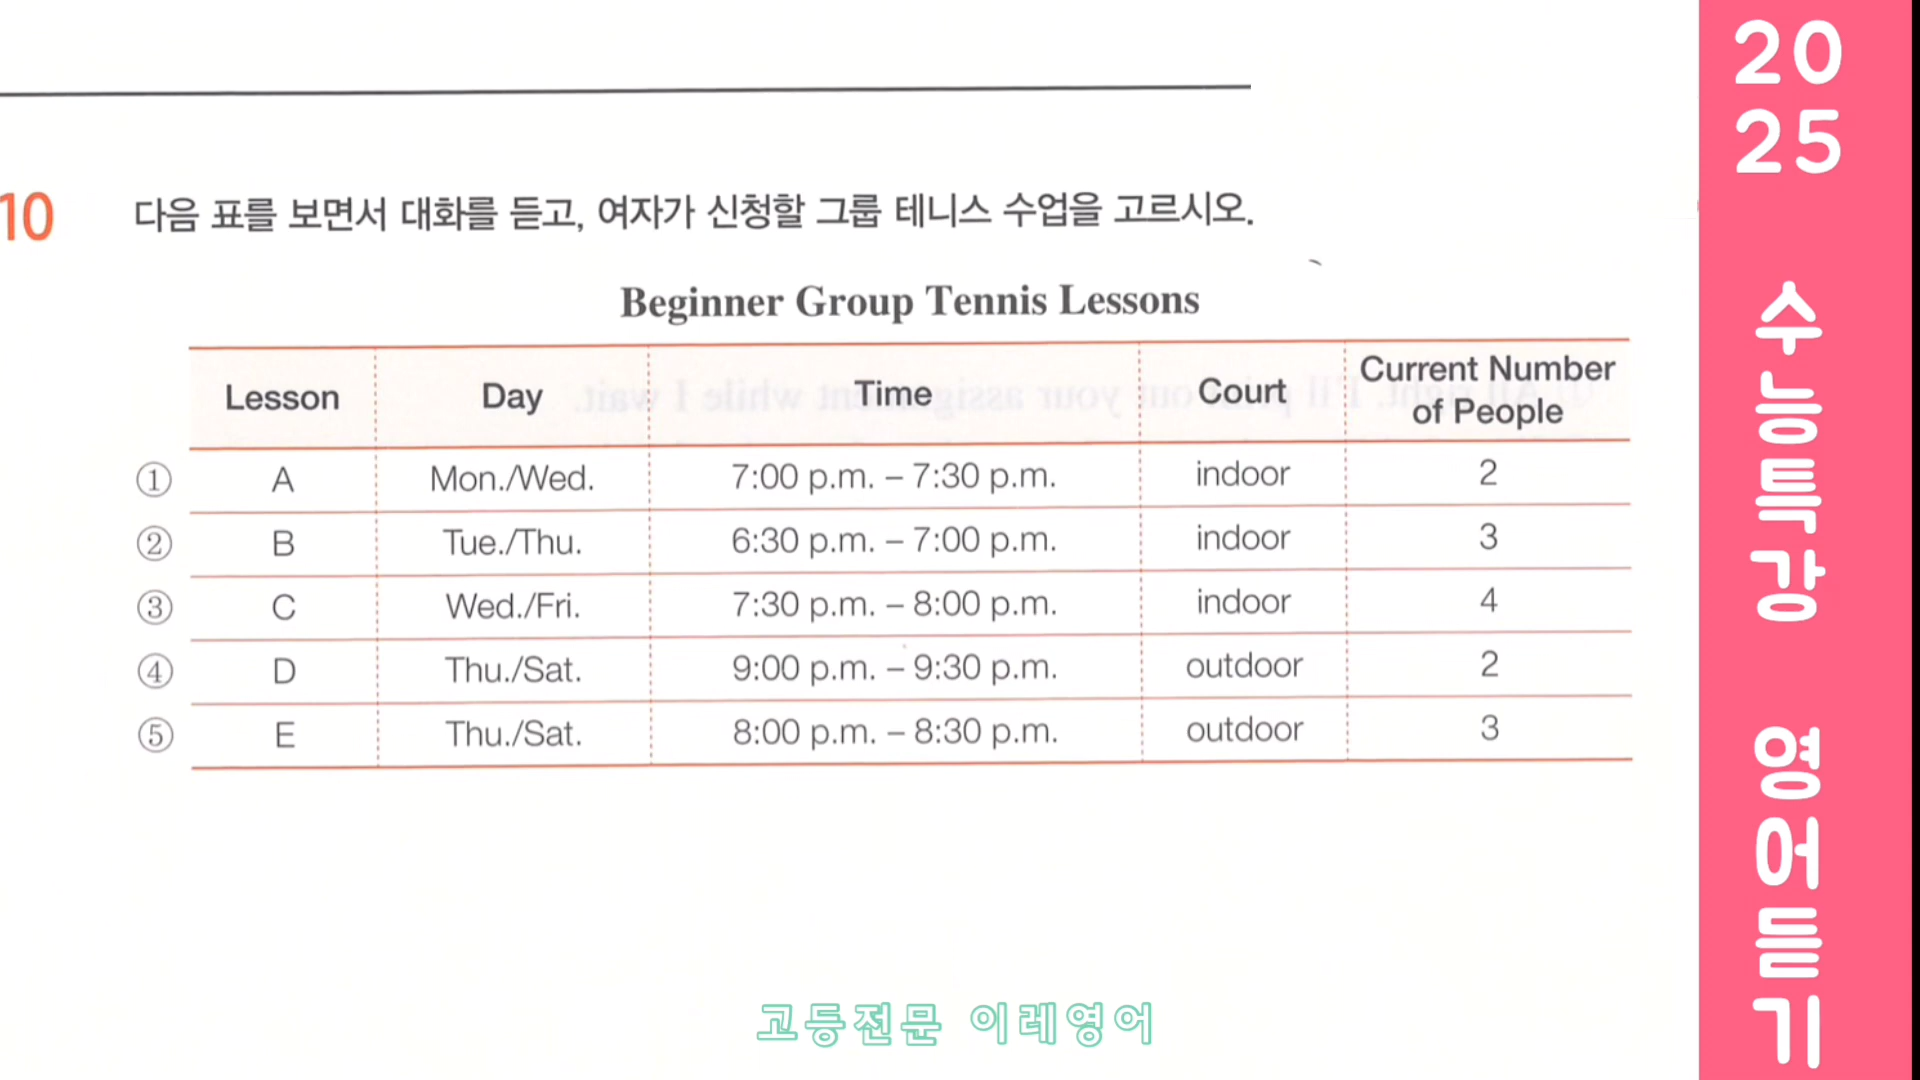 10 다음 표를 보면서 대화를 듣고, 여자가 신청할 그룹 테니스 수업을 고르시오.
Beginner Group Tennis Lessons
Lesson Day Time Court Current Number of People
① A Mon./Wed. 7:00 p.m. – 7:30 p.m. indoor 2
② B Tue./Thu. 6:30 p.m. – 7:00 p.m. indoor 3
③ C Wed./Fri. 7:30 p.m. – 8:00 p.m. indoor 4
④ D Thu./Sat. 9:00 p.m. – 9:30 p.m. outdoor 2
⑤ E Thu./Sat. 8:00 p.m. – 8:30 p.m. outdoor 3
고등전문 이레영어
20
25
수능특강
영어듣기